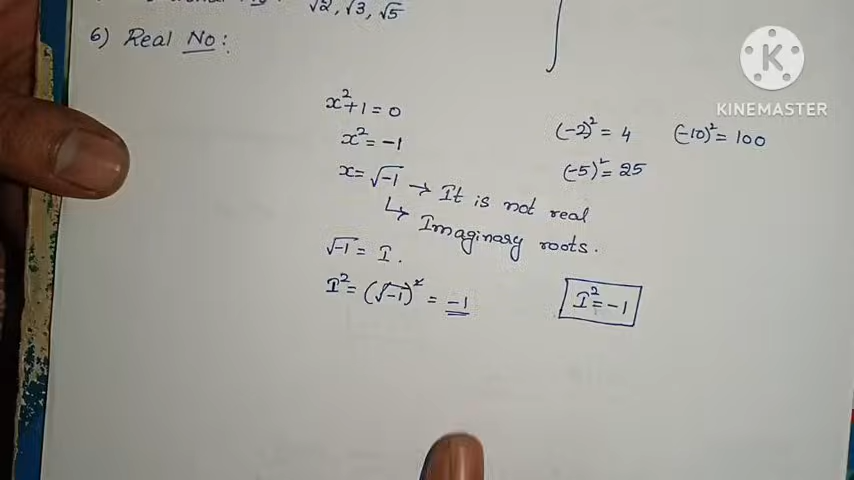 √2, √3, √5
6) Real No:
x²+1=0
x²=-1
x=√-1 → It is not real
↳ Imaginary roots.
√-1 = I.
I²=(√-1)² = -1
(-2)²=4
(-10)²=100
(-5)²=25
I²=-1
KINEMASTER